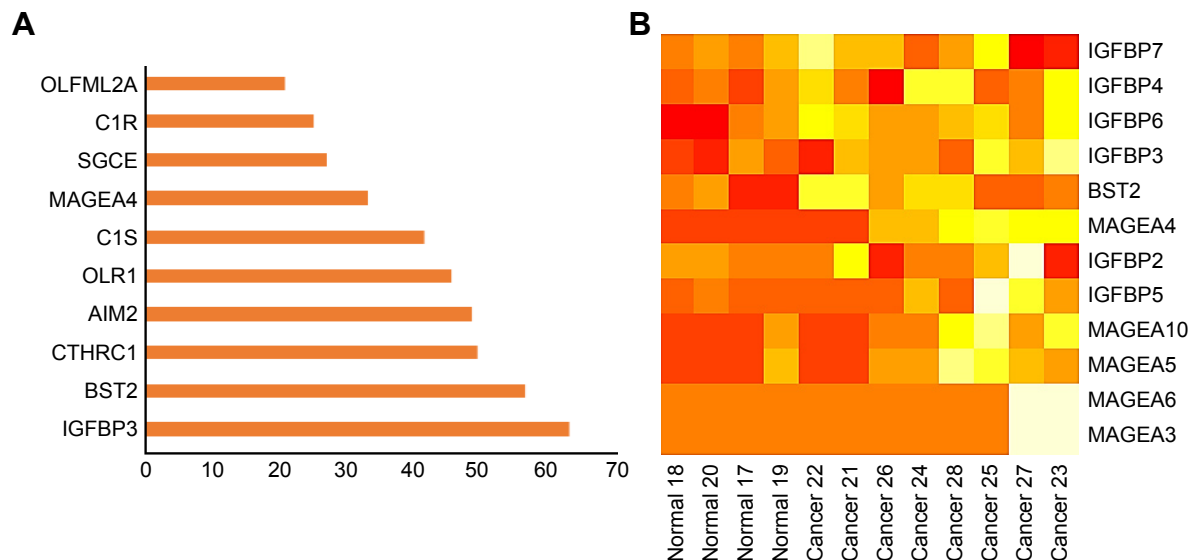 A
OLFML2A
C1R
SGCE
MAGEA4
C1S
OLR1
AIM2
CTHRC1
BST2
IGFBP3
0 10 20 30 40 50 60 70
B
IGFBP7
IGFBP4
IGFBP6
IGFBP3
BST2
MAGEA4
IGFBP2
IGFBP5
MAGEA10
MAGEA5
MAGEA6
MAGEA3
Normal 18
Normal 20
Normal 17
Normal 19
Cancer 22
Cancer 21
Cancer 26
Cancer 24
Cancer 28
Cancer 25
Cancer 27
Cancer 23